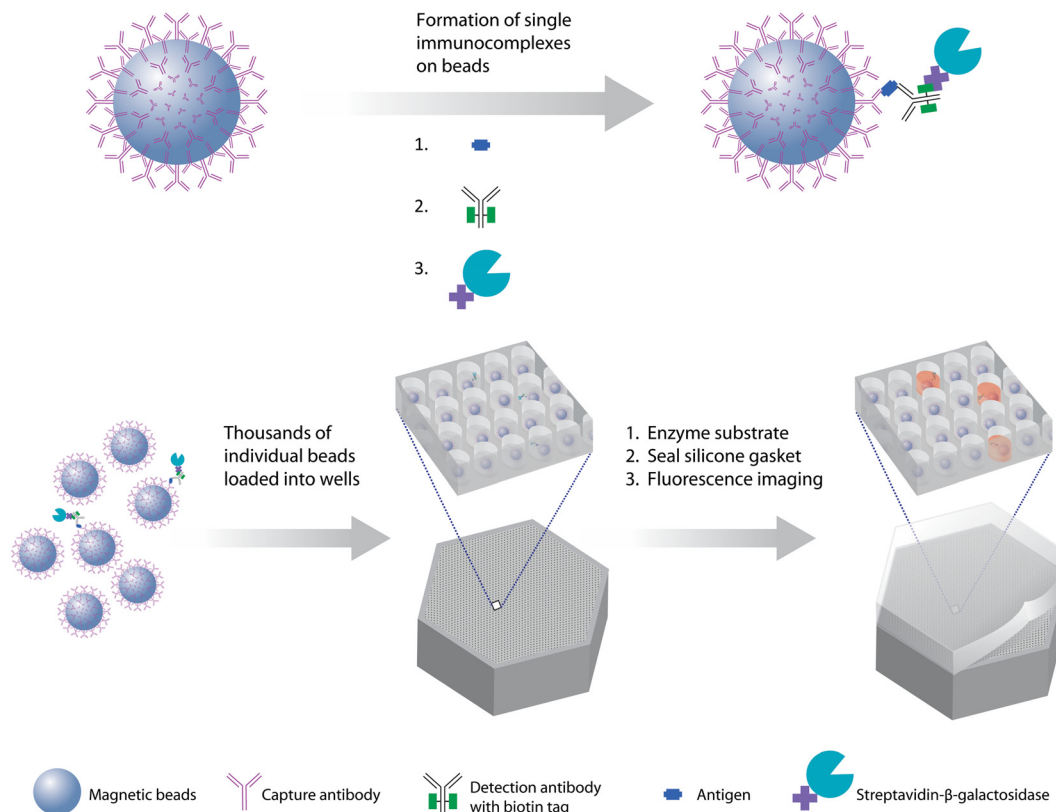 Formation of single
immunocomplexes
on beads
1.
2.
3.
Thousands of
individual beads
loaded into wells
1. Enzyme substrate
2. Seal silicone gasket
3. Fluorescence imaging
Magnetic beads
Capture antibody
Detection antibody
with biotin tag
Antigen
Streptavidin-β-galactosidase